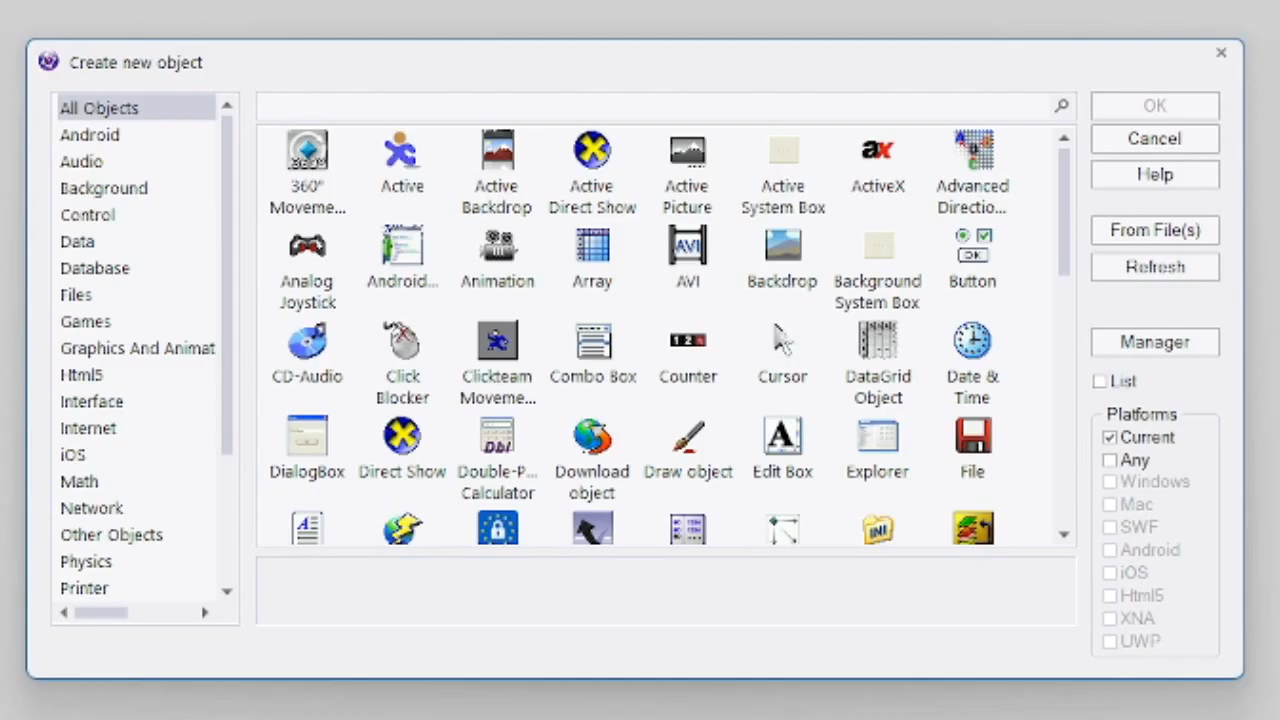 Create new object
All Objects
Android
Audio
Background
Control
Data
Database
Files
Games
Graphics And Animat
Html5
Interface
Internet
iOS
Math
Network
Other Objects
Physics
Printer
360°
Moveme...
Active
Active
Backdrop
Active
Direct Show
Active
Picture
Active
System Box
ActiveX
Advanced
Directio...
Analog
Joystick
Android...
Animation
Array
AVI
Backdrop
Background
System Box
Button
CD-Audio
Click
Blocker
Clickteam
Moveme...
Combo Box
Counter
Cursor
DataGrid
Object
Date &
Time
DialogBox
Direct Show
Double-P...
Calculator
Download
object
Draw object
Edit Box
Explorer
File
OK
Cancel
Help
From File(s)
Refresh
Manager
List
Platforms
Current
Any
Windows
Mac
SWF
Android
iOS
Html5
XNA
UWP